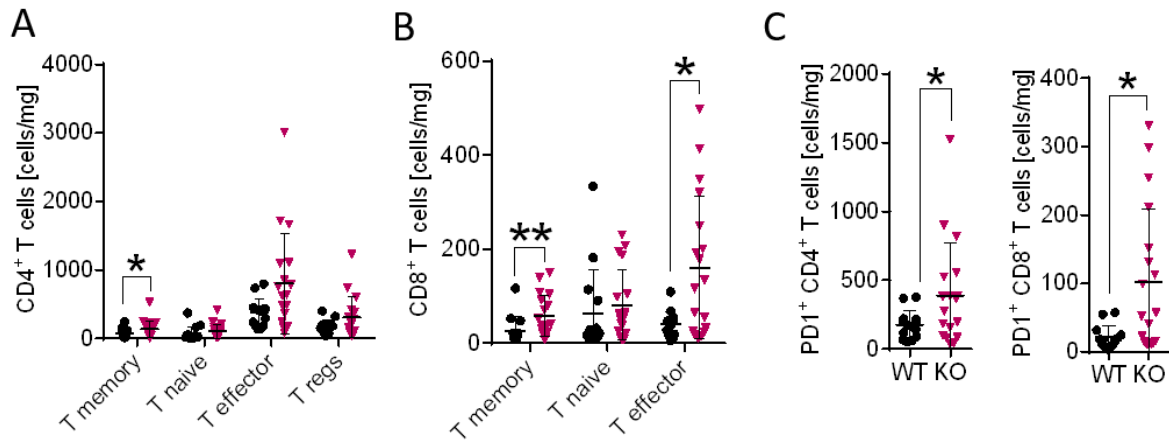 A
CD4+ T cells [cells/mg]
4000
3000
2000
1000
0
*
T memory
T naive
T effector
T regs
B
CD8+ T cells [cells/mg]
600
400
200
0
**
*
T memory
T naive
T effector
C
PD1+ CD4+ T cells [cells/mg]
2000
1500
1000
500
0
*
WT KO
PD1+ CD8+ T cells [cells/mg]
400
300
200
100
0
*
WT KO